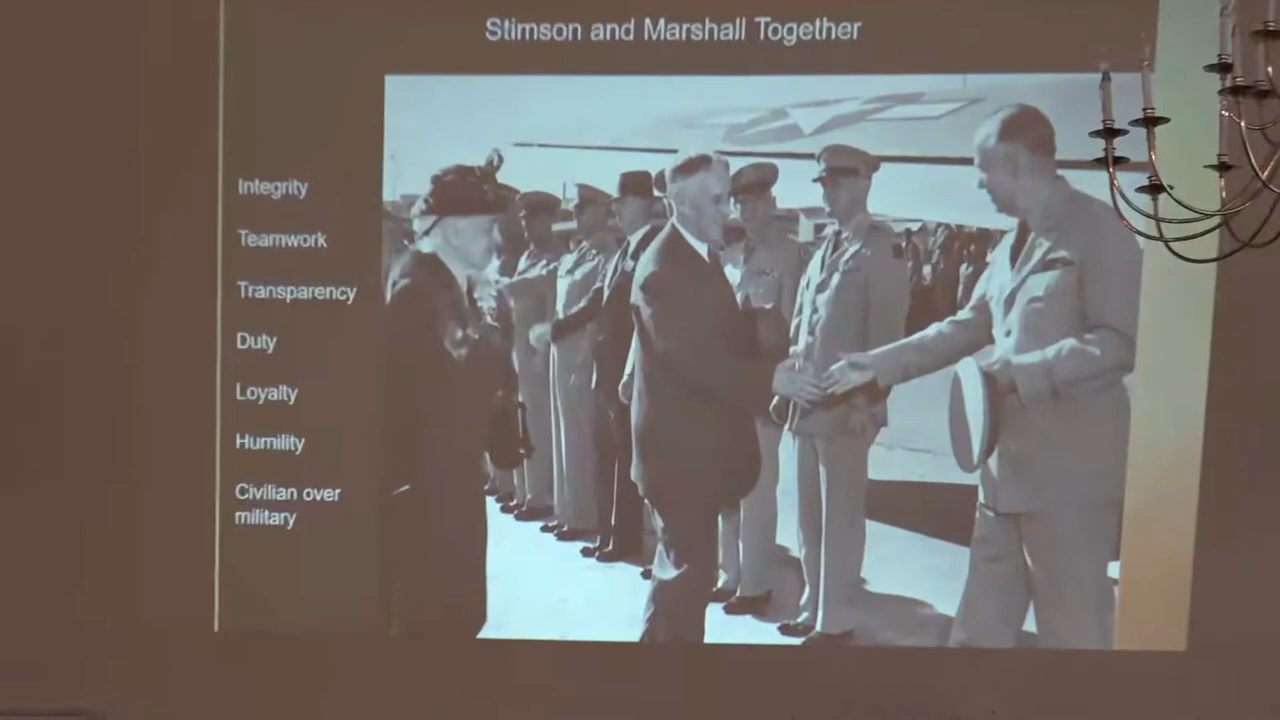 Stimson and Marshall Together
Integrity
Teamwork
Transparency
Duty
Loyalty
Humility
Civilian over
military